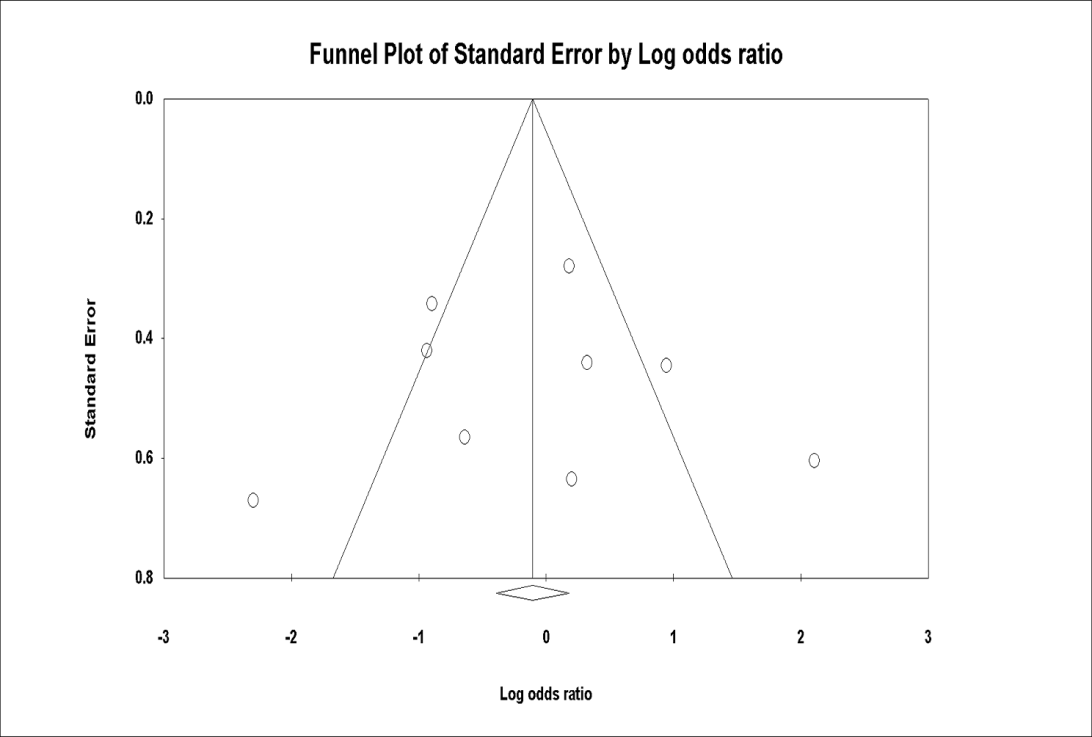 Funnel Plot of Standard Error by Log odds ratio
0.0
0.2
0.4
0.6
0.8
Standard Error
-3 -2 -1 0 1 2 3
Log odds ratio